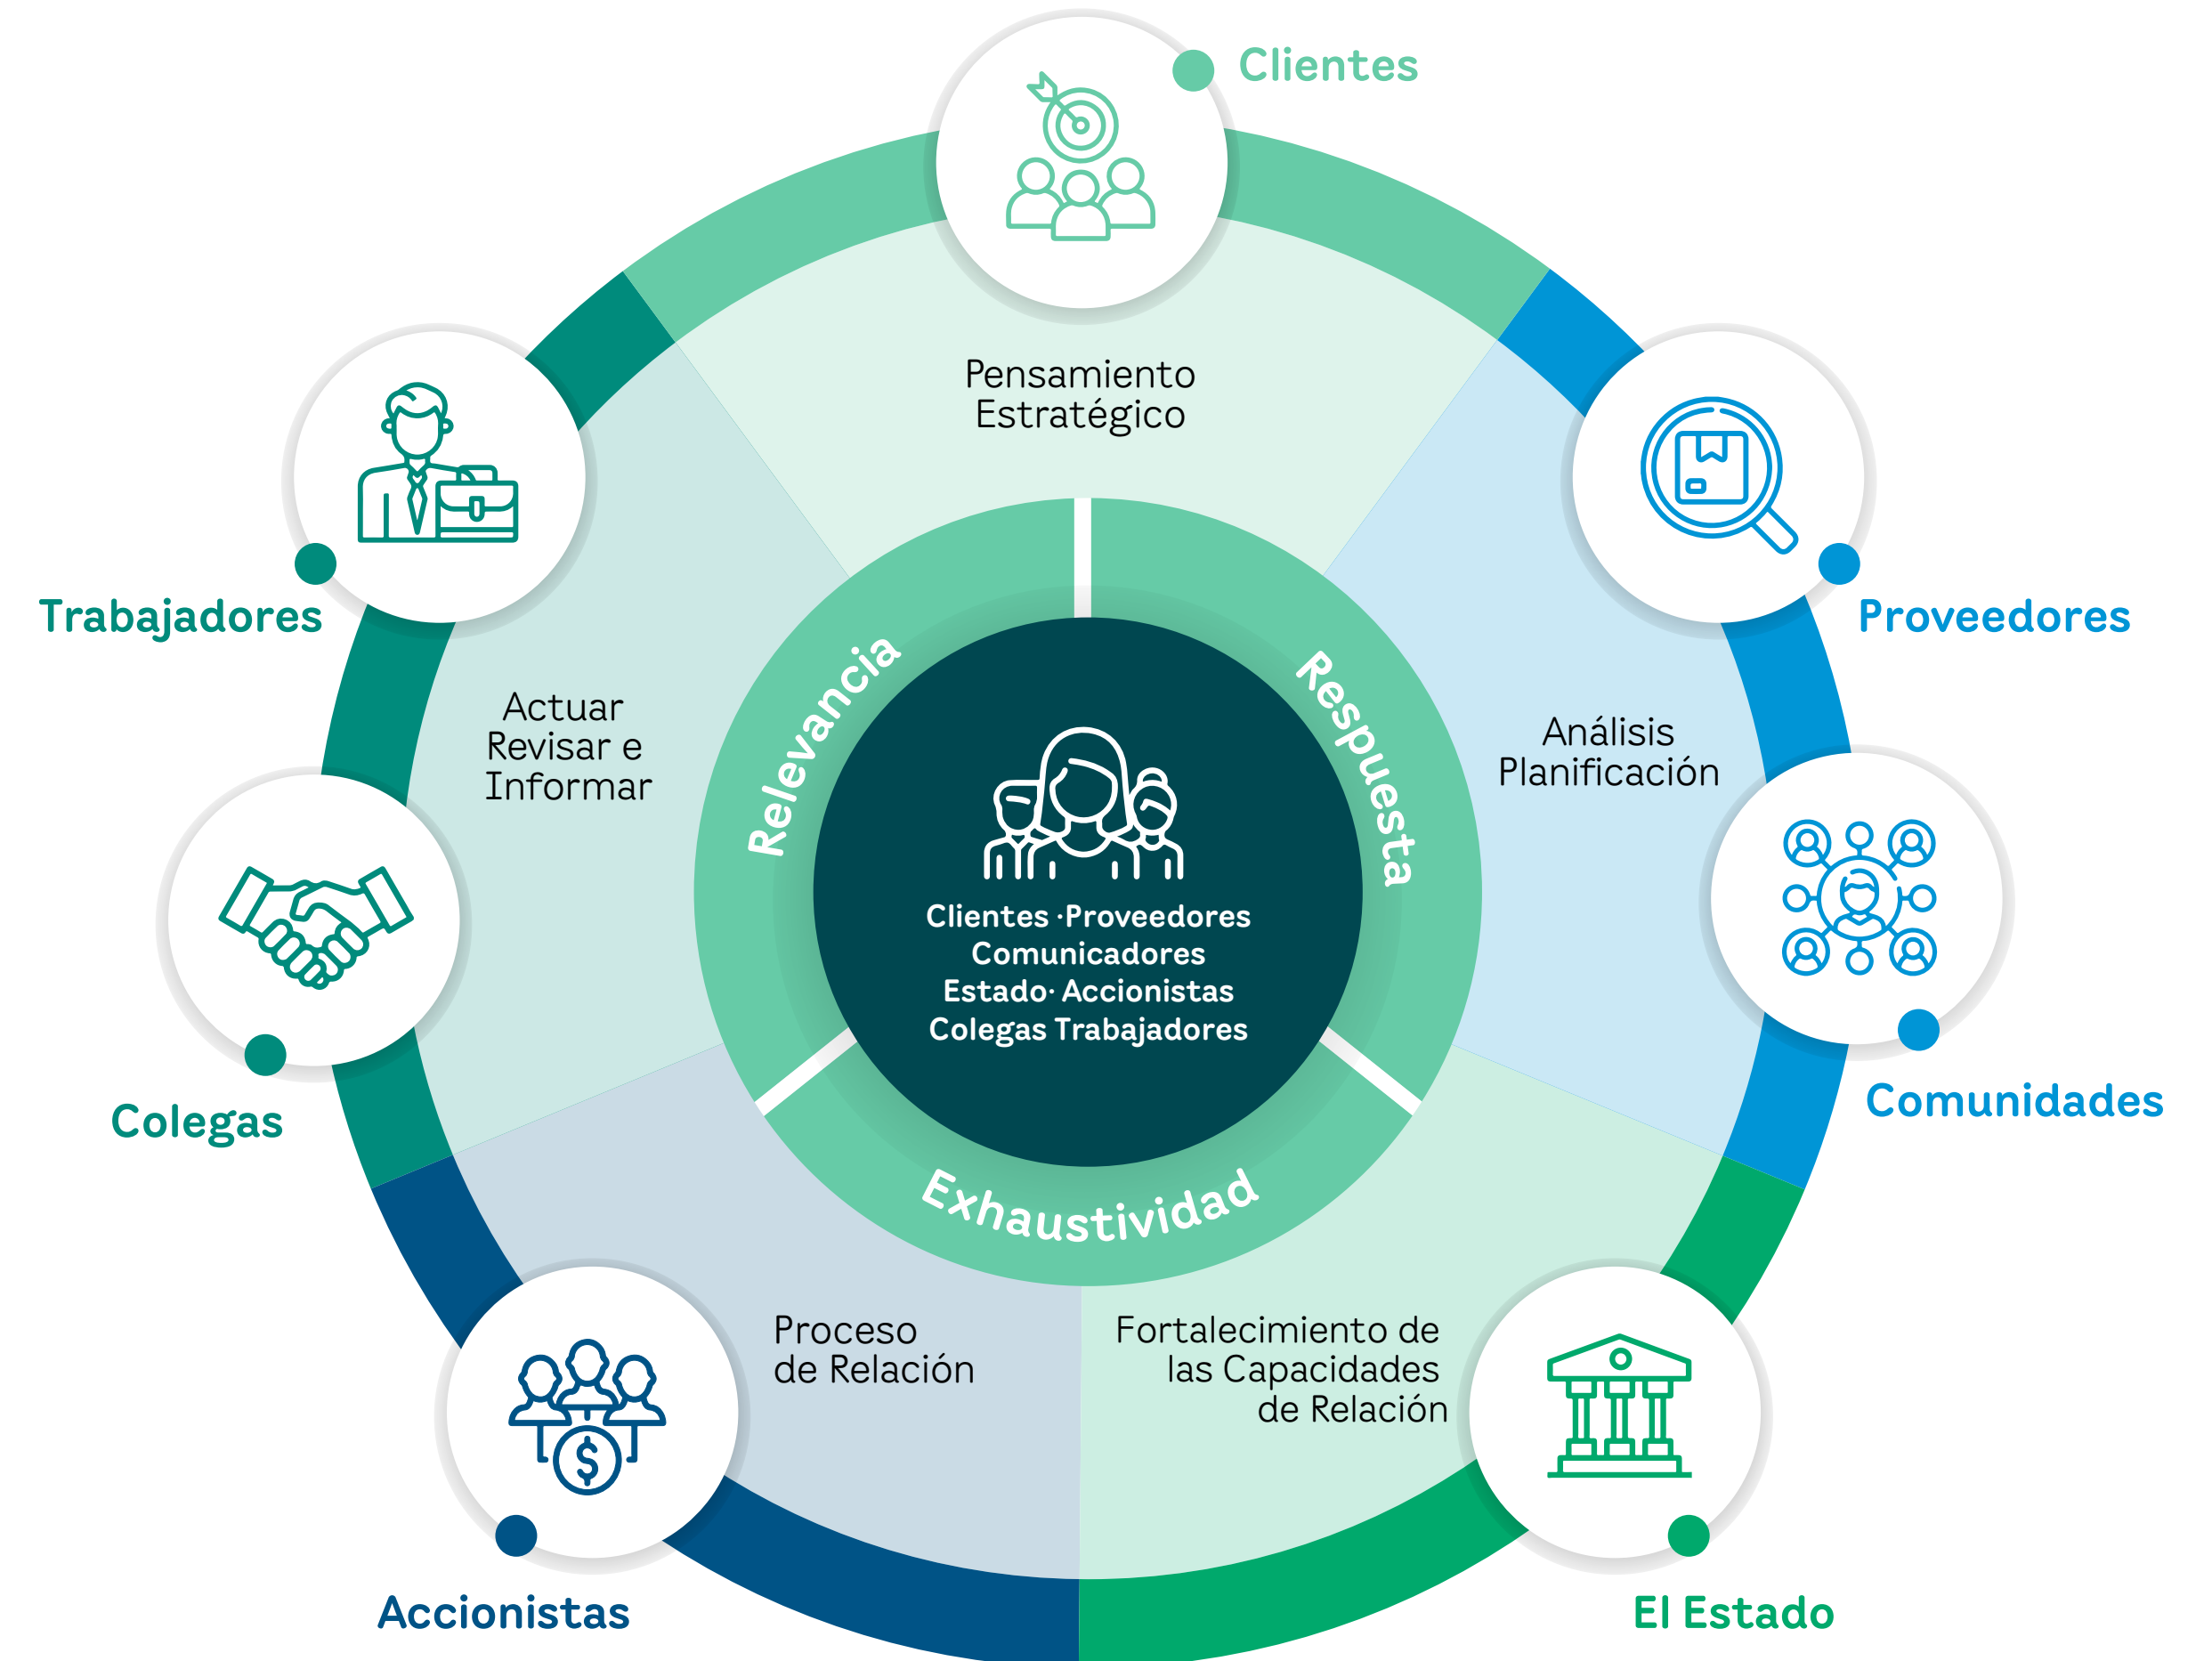 Clientes
Pensamiento
Estratégico
Trabajadores
Proveedores
Actuar
Revisar e
Informar
Análisis
Planificación
Relevancia
Respuesta
Exhaustividad
Clientes ·Proveedores
Comunicadores
Estado· Accionistas
Colegas Trabajadores
Colegas
Comunidades
Proceso
de Relación
Fortalecimiento de
las Capacidades
de Relación
Accionistas
El Estado
$